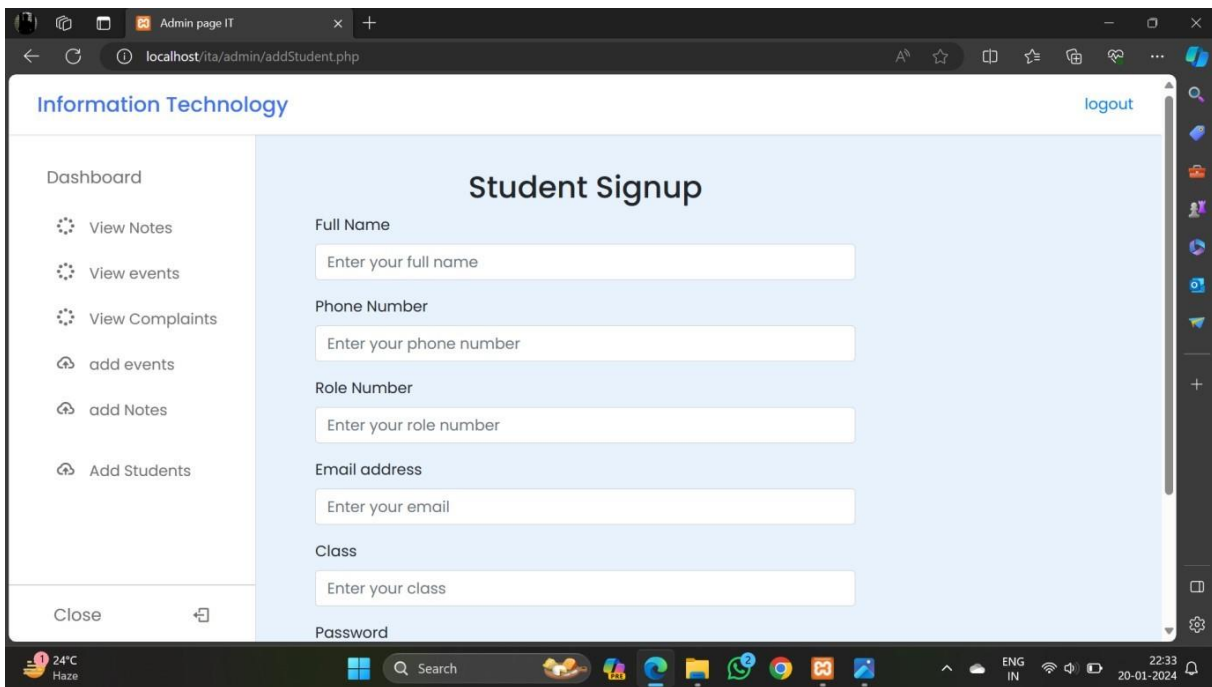 Admin page IT
localhost/ita/admin/addStudent.php
Information Technology
logout
Dashboard
View Notes
View events
View Complaints
add events
add Notes
Add Students
Close
Student Signup
Full Name
Enter your full name
Phone Number
Enter your phone number
Role Number
Enter your role number
Email address
Enter your email
Class
Enter your class
Password
1
24°C
Haze
Search
PRE
2
ENG
IN
22:33
20-01-2024